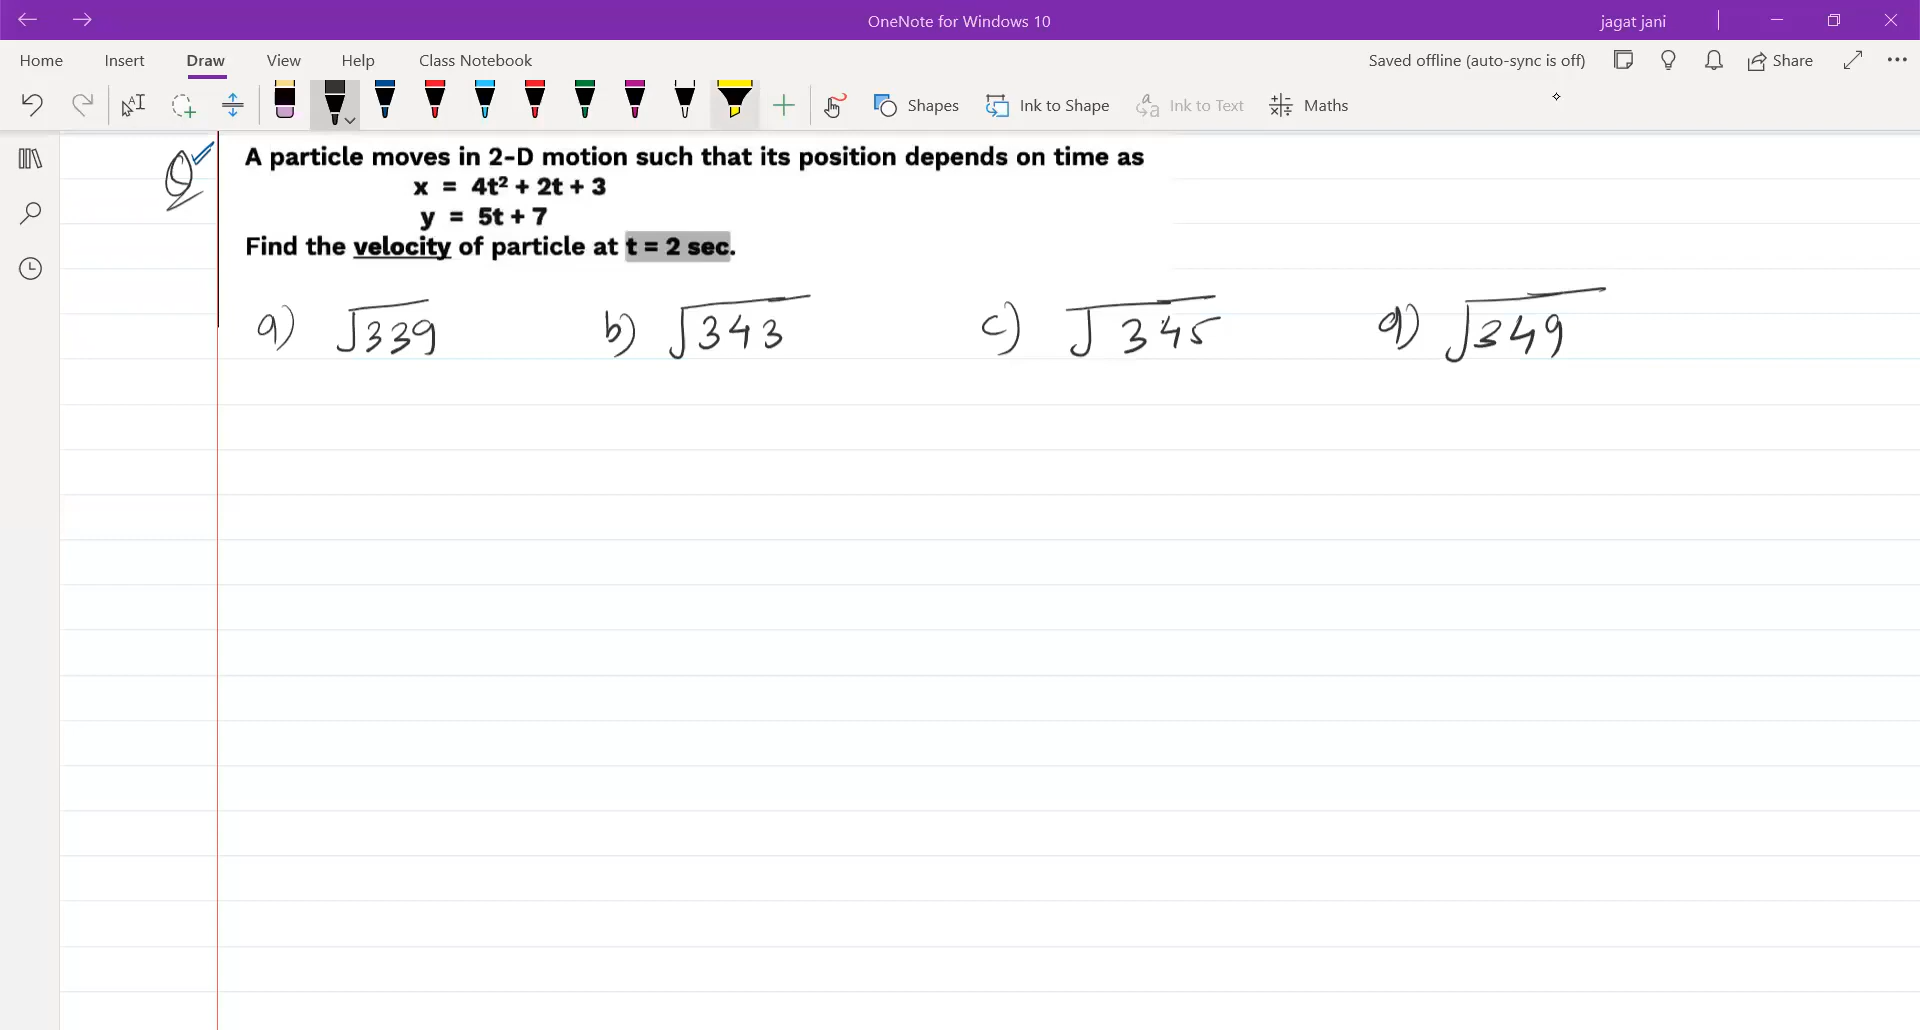 OneNote for Windows 10
jagat jani
Home Insert Draw View Help Class Notebook
Saved offline (auto-sync is off) Share
Shapes Ink to Shape Ink to Text Maths
Q
A particle moves in 2-D motion such that its position depends on time as
x = 4t² + 2t + 3
y = 5t + 7
Find the velocity of particle at t = 2 sec.
a) √339 b) √343 c) √345 d) √349